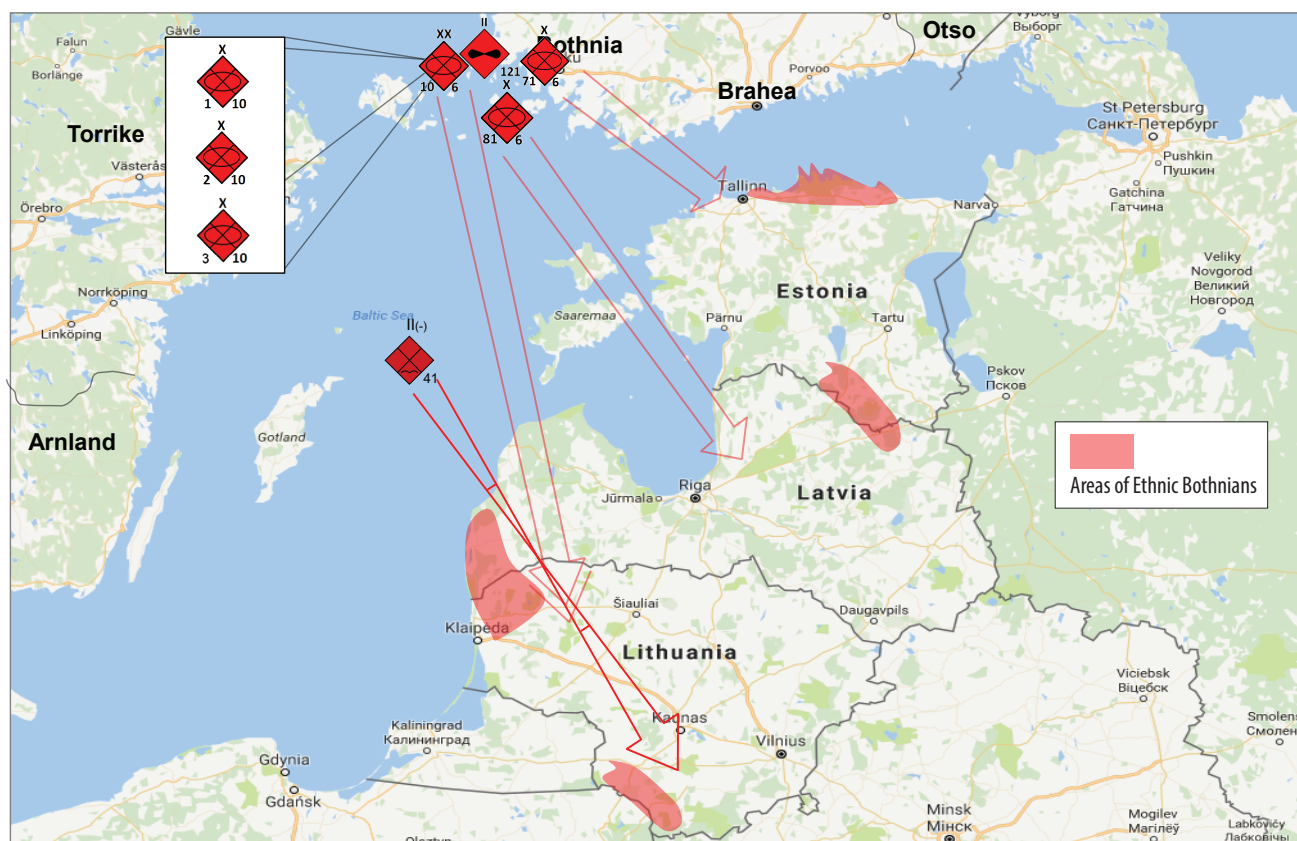 Gävle
Falun
Borlänge
Torrike
Västerås
Örebro
Norrköping
Linköping
Arnland
X
1 10
X
2 10
X
3 10
XX
10 6
II
121
X
71 6
X
81 6
Bothnia
Brahea
Otso
Выборг
Porvoo
St Petersburg
Санкт-Петербург
Pushkin
Пушкин
Gatchina
Гатчина
Tallinn
Narva
Veliky
Novgorod
Великий
Новгород
Baltic Sea
II(-)
41
Saaremaa
Estonia
Pärnu
Tartu
Pskov
Псков
Gotland
Areas of Ethnic Bothnians
Riga
Jūrmala
Latvia
Šiauliai
Daugavpils
Klaipėda
Lithuania
Viciebsk
Віцебск
Kaunas
Vilnius
Kaliningrad
Калининград
Smolens
Смолен
Gdynia
Gdańsk
Minsk
Мінск
Mogilev
Магілёў
Labkovičy
Лабковічы